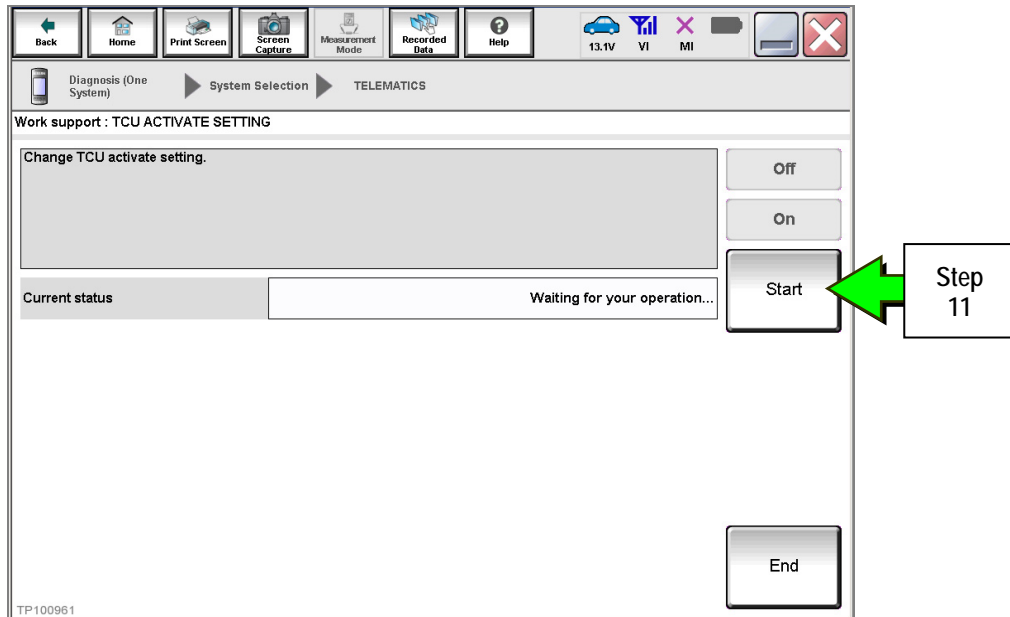 Back
Home
Print Screen
Screen
Capture
Measurement
Mode
Recorded
Data
Help
13.1V
VI
MI
Diagnosis (One
System)
System Selection
TELEMATICS
Work support : TCU ACTIVATE SETTING
Change TCU activate setting.
Off
On
Current status
Waiting for your operation...
Start
Step
11
End
TP100961